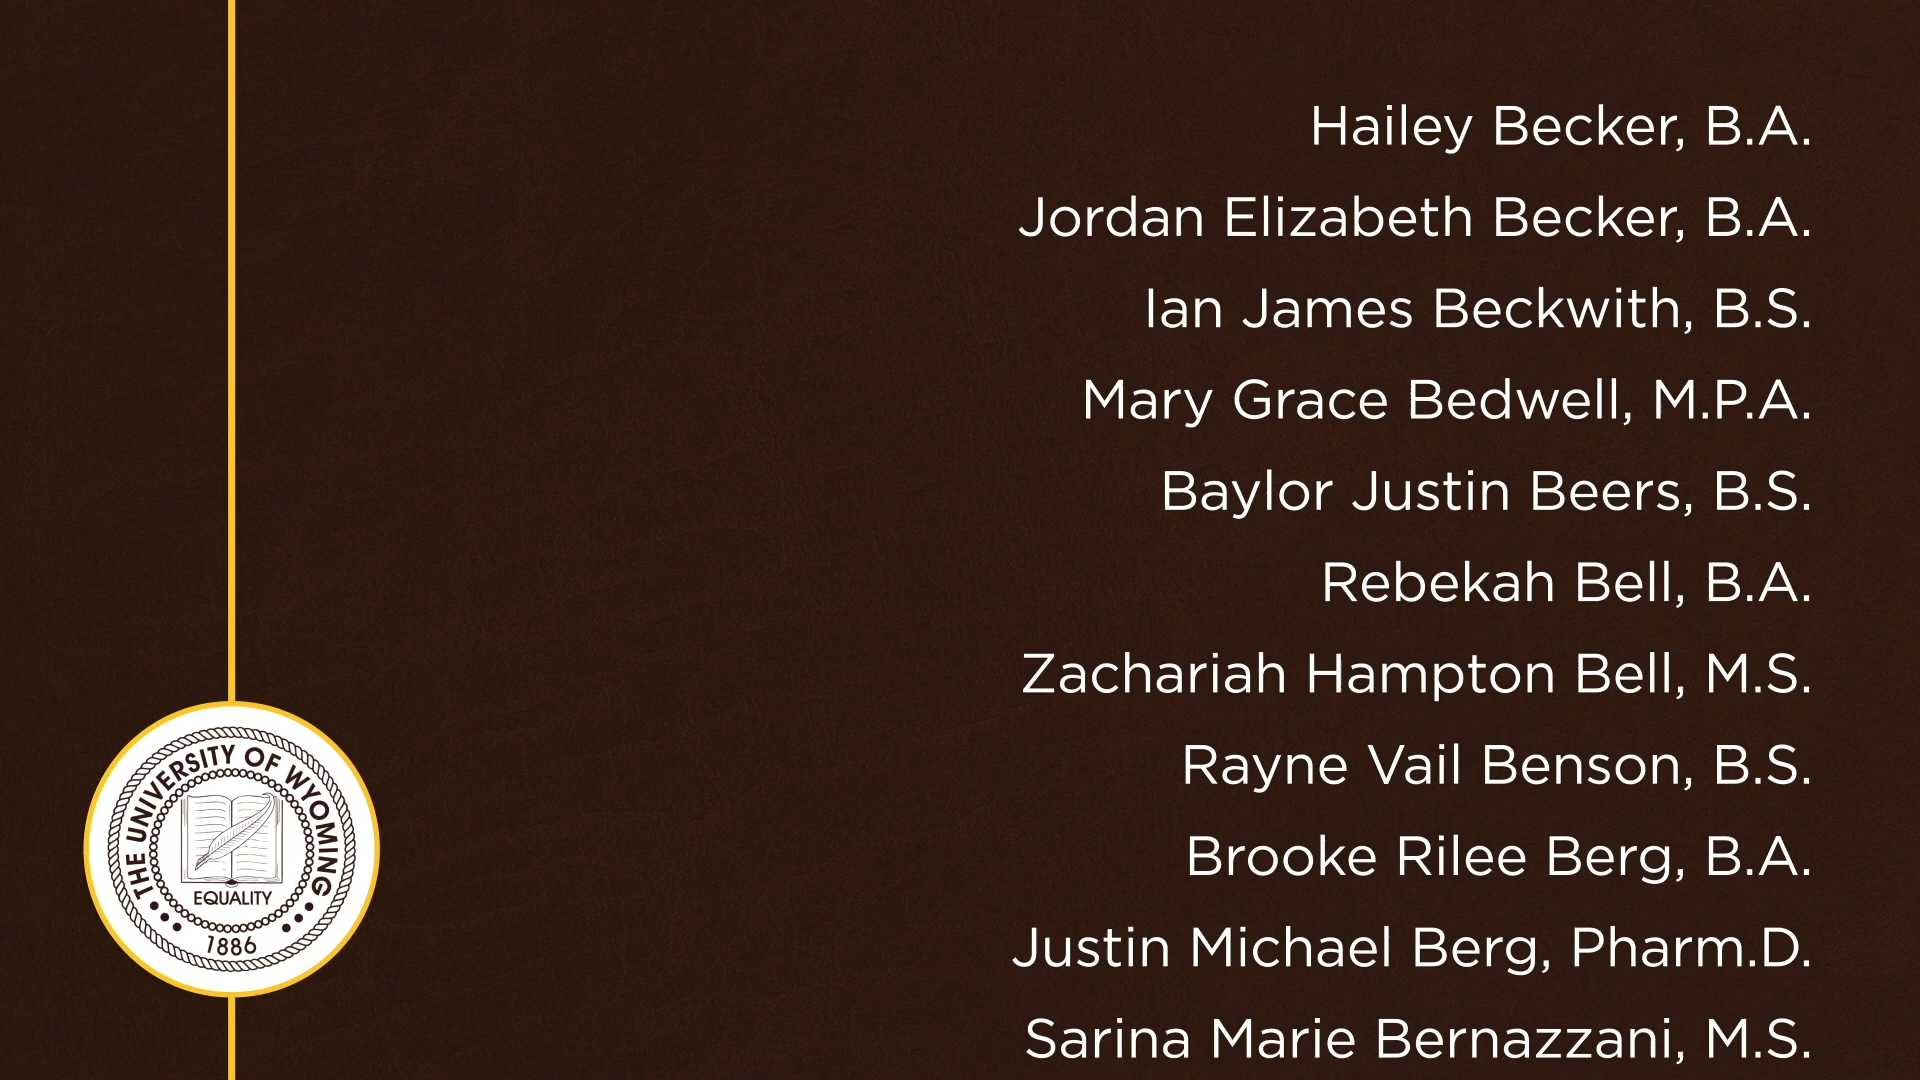 Hailey Becker, B.A.
Jordan Elizabeth Becker, B.A.
Ian James Beckwith, B.S.
Mary Grace Bedwell, M.P.A.
Baylor Justin Beers, B.S.
Rebekah Bell, B.A.
Zachariah Hampton Bell, M.S.
Rayne Vail Benson, B.S.
Brooke Rilee Berg, B.A.
Justin Michael Berg, Pharm.D.
Sarina Marie Bernazzani, M.S.
THE UNIVERSITY OF WYOMING
EQUALITY
1886